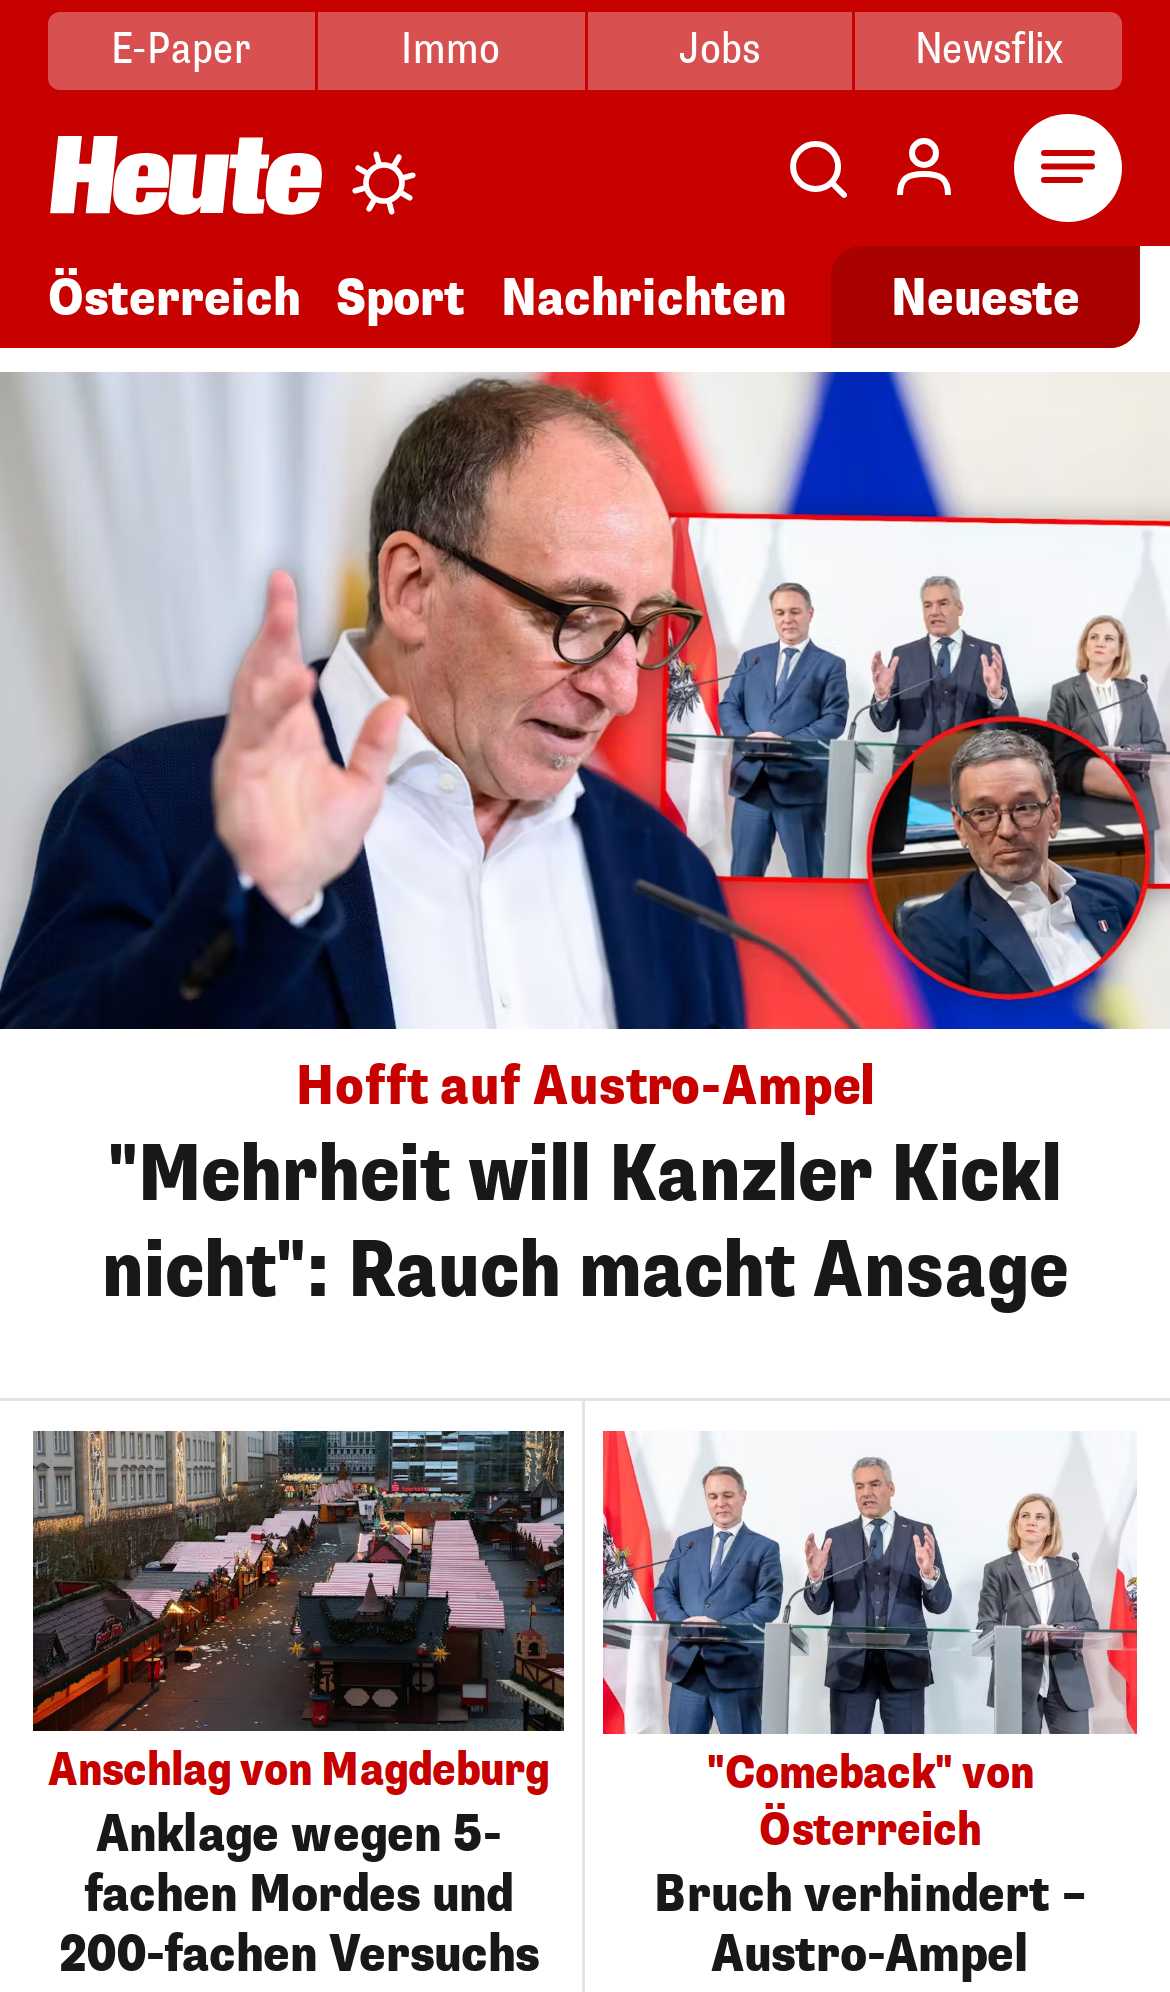 E-Paper
Immo
Jobs
Newsflix
Heute
Österreich
Sport
Nachrichten
Neueste
Hofft auf Austro-Ampel
"Mehrheit will Kanzler Kickl
nicht": Rauch macht Ansage
Anschlag von Magdeburg
Anklage wegen 5-
fachen Mordes und
200-fachen Versuchs
"Comeback" von
Österreich
Bruch verhindert –
Austro-Ampel